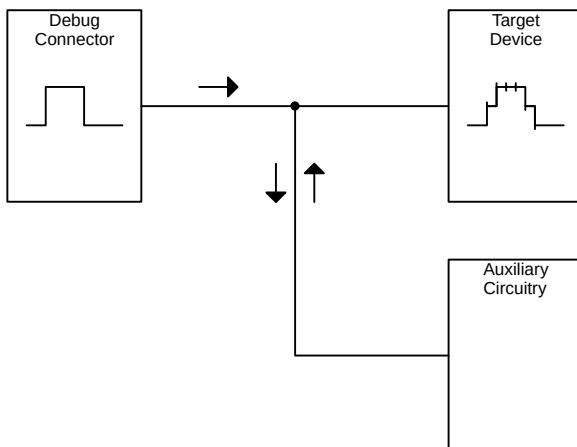 Debug
Connector
Target
Device
Auxiliary
Circuitry